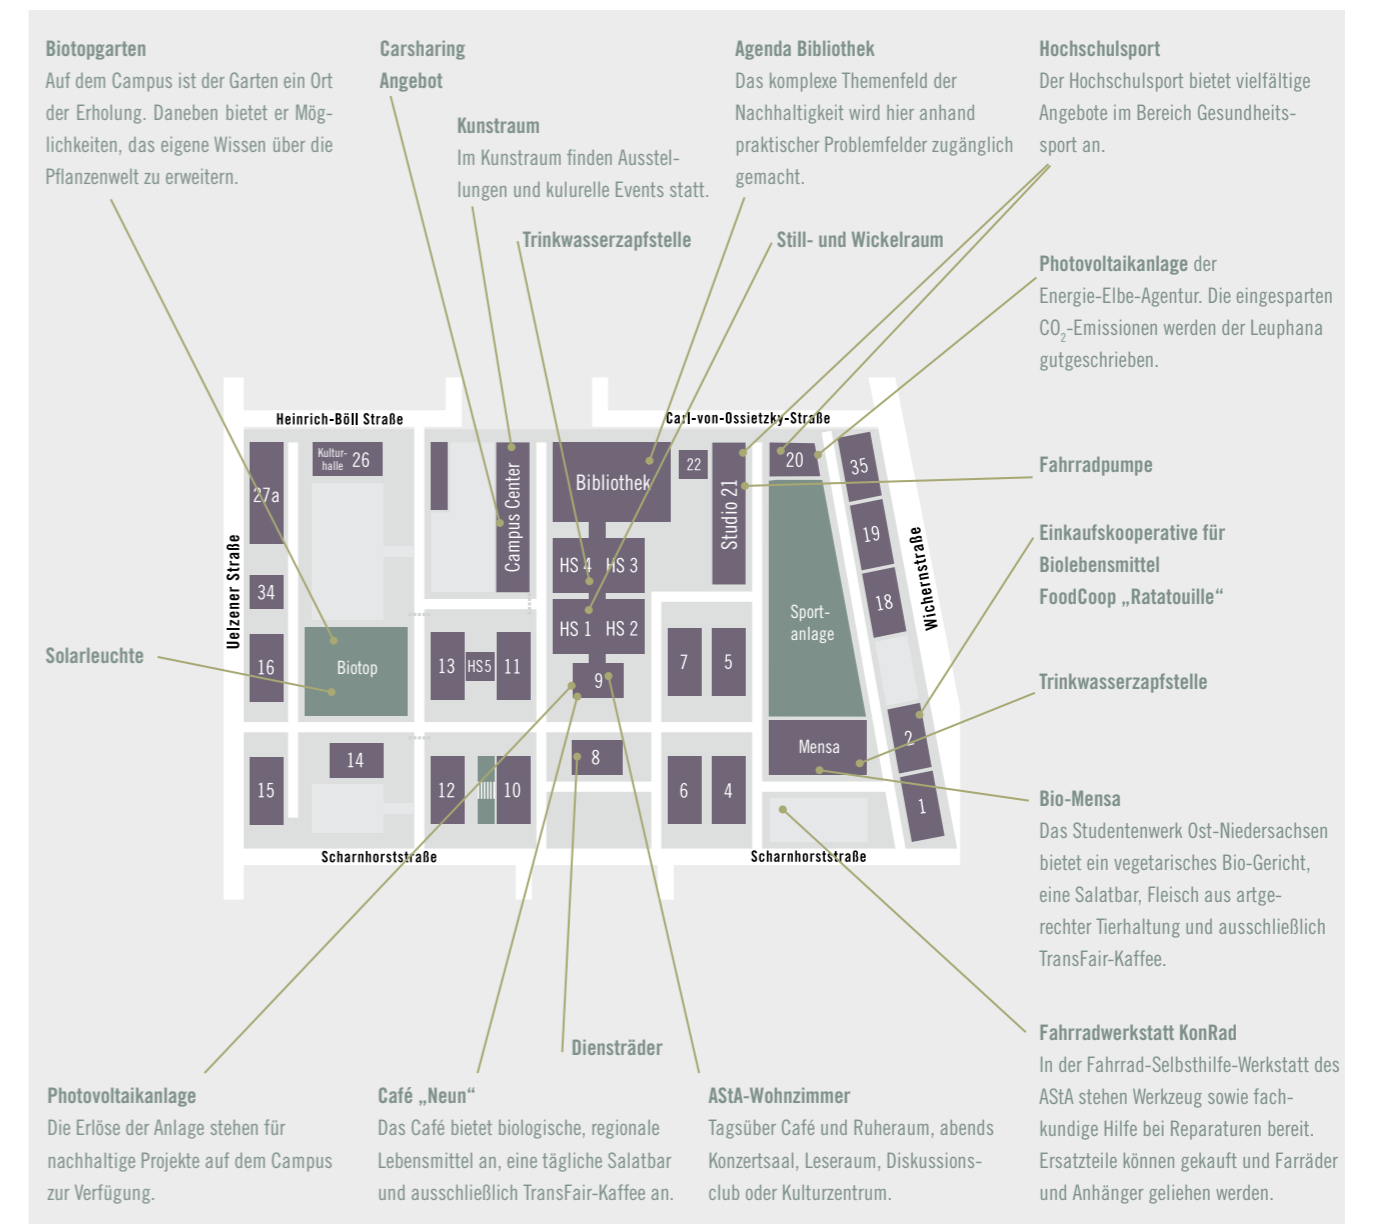 Biotopgarten
Auf dem Campus ist der Garten ein Ort
der Erholung. Daneben bietet er Mög-
lichkeiten, das eigene Wissen über die
Pflanzenwelt zu erweitern.
Carsharing
Angebot
Kunstraum
Im Kunstraum finden Ausstel-
lungen und kulurelle Events statt.
Trinkwasserzapfstelle
Agenda Bibliothek
Das komplexe Themenfeld der
Nachhaltigkeit wird hier anhand
praktischer Problemfelder zugänglich
gemacht.
Still- und Wickelraum
Hochschulsport
Der Hochschulsport bietet vielfältige
Angebote im Bereich Gesundheits-
sport an.
Photovoltaikanlage der
Energie-Elbe-Agentur. Die eingesparten
CO₂-Emissionen werden der Leuphana
gutgeschrieben.
Heinrich-Böll Straße
Carl-von-Ossietzky-Straße
Uelzener Straße
Wichernstraße
Kultur-
halle 26
27a
34
16
15
Biotop
14
Campus Center
13
HS5
11
12
10
Bibliothek
HS 4
HS 3
HS 1
HS 2
9
8
22
Studio 21
20
7
5
6
4
Sport-
anlage
Mensa
35
19
18
2
1
Scharnhorststraße
Scharnhorststraße
Solarleuchte
Fahrradpumpe
Einkaufskooperative für
Biolebensmittel
FoodCoop „Ratatouille“
Trinkwasserzapfstelle
Bio-Mensa
Das Studentenwerk Ost-Niedersachsen
bietet ein vegetarisches Bio-Gericht,
eine Salatbar, Fleisch aus artge-
rechter Tierhaltung und ausschließlich
TransFair-Kaffee.
Fahrradwerkstatt KonRad
In der Fahrrad-Selbsthilfe-Werkstatt des
AStA stehen Werkzeug sowie fach-
kundige Hilfe bei Reparaturen bereit.
Ersatzteile können gekauft und Farräder
und Anhänger geliehen werden.
Diensträder
Photovoltaikanlage
Die Erlöse der Anlage stehen für
nachhaltige Projekte auf dem Campus
zur Verfügung.
Café „Neun“
Das Café bietet biologische, regionale
Lebensmittel an, eine tägliche Salatbar
und ausschließlich TransFair-Kaffee an.
AStA-Wohnzimmer
Tagsüber Café und Ruheraum, abends
Konzertsaal, Leseraum, Diskussions-
club oder Kulturzentrum.